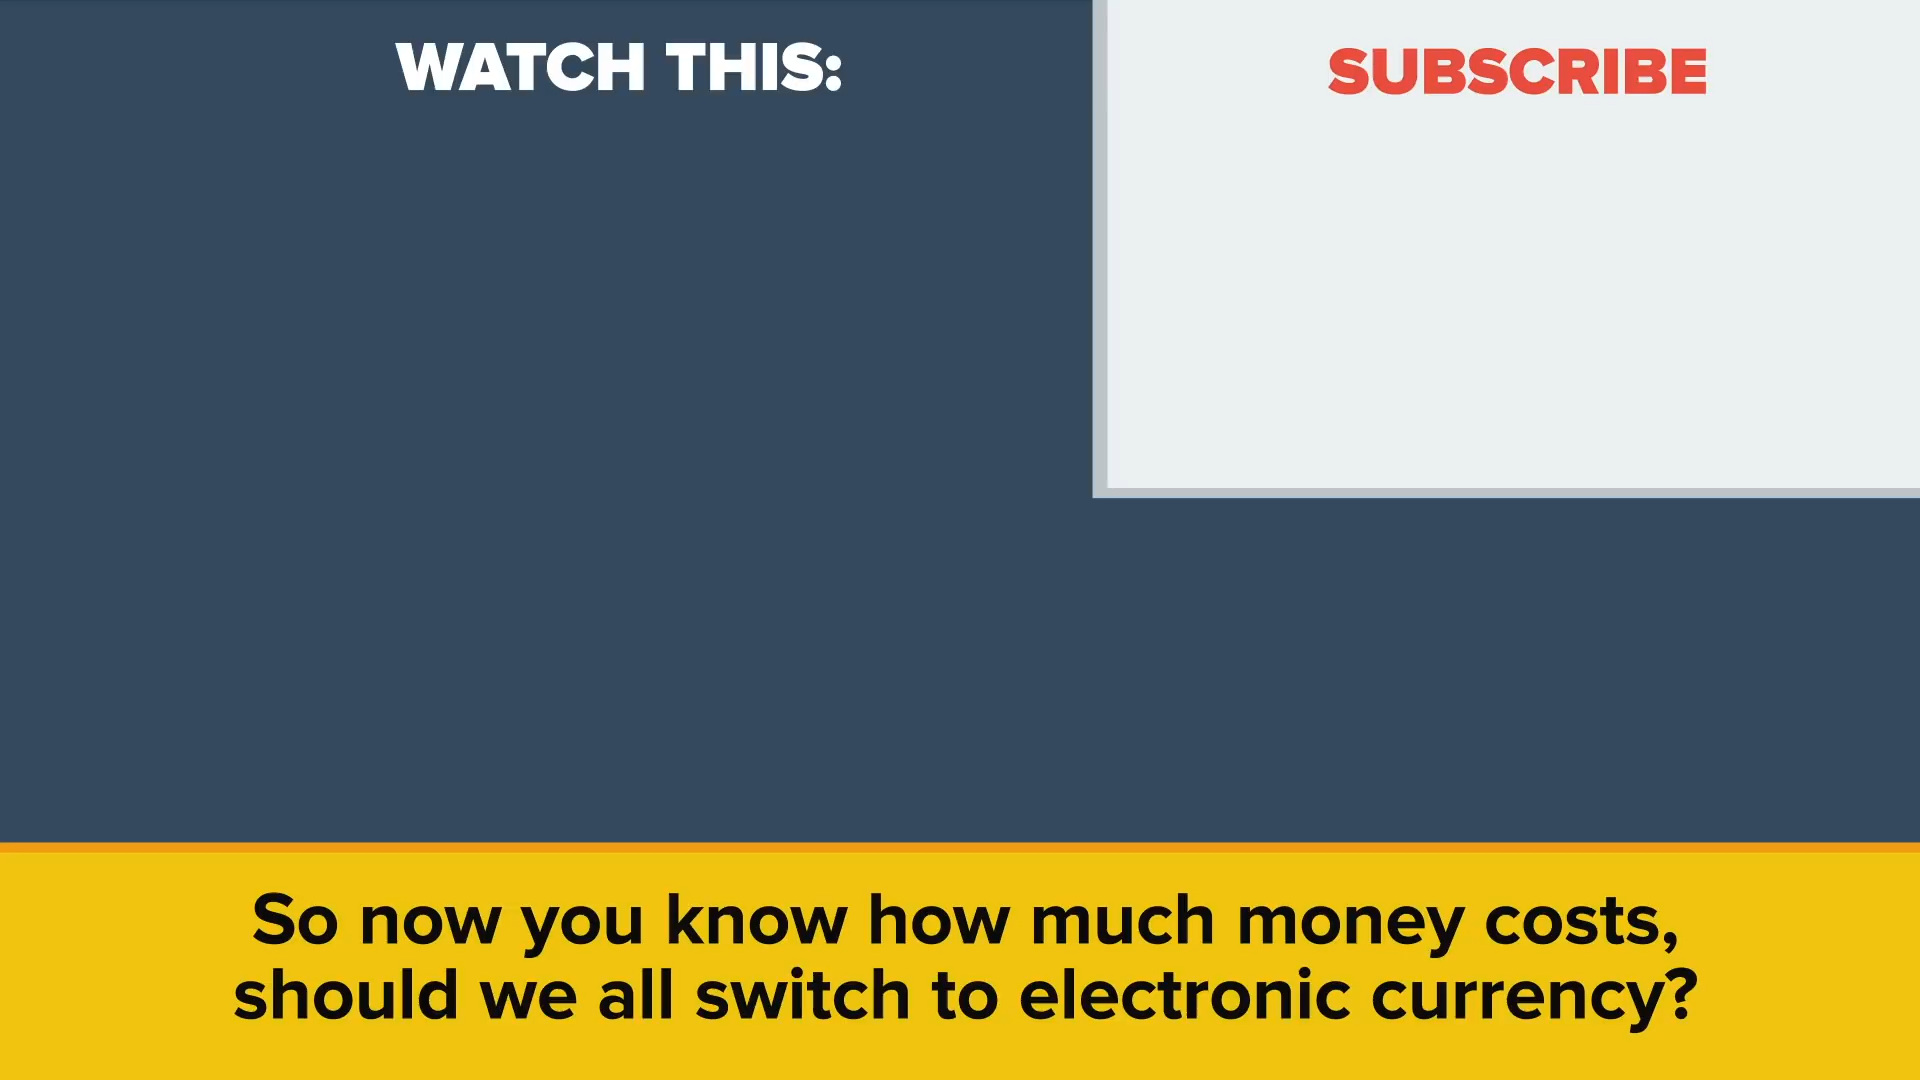 WATCH THIS:
SUBSCRIBE
So now you know how much money costs,
should we all switch to electronic currency?